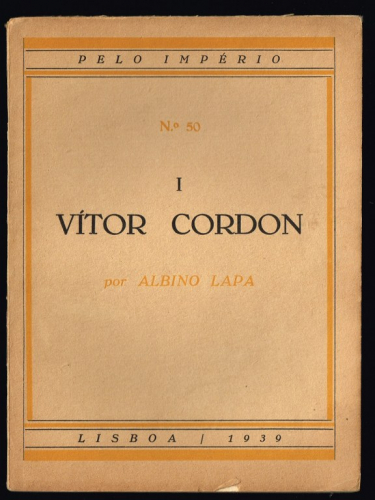 PELO IMPÉRIO
N.º 50
I
VÍTOR CORDON
por ALBINO LAPA
LISBOA / 1939